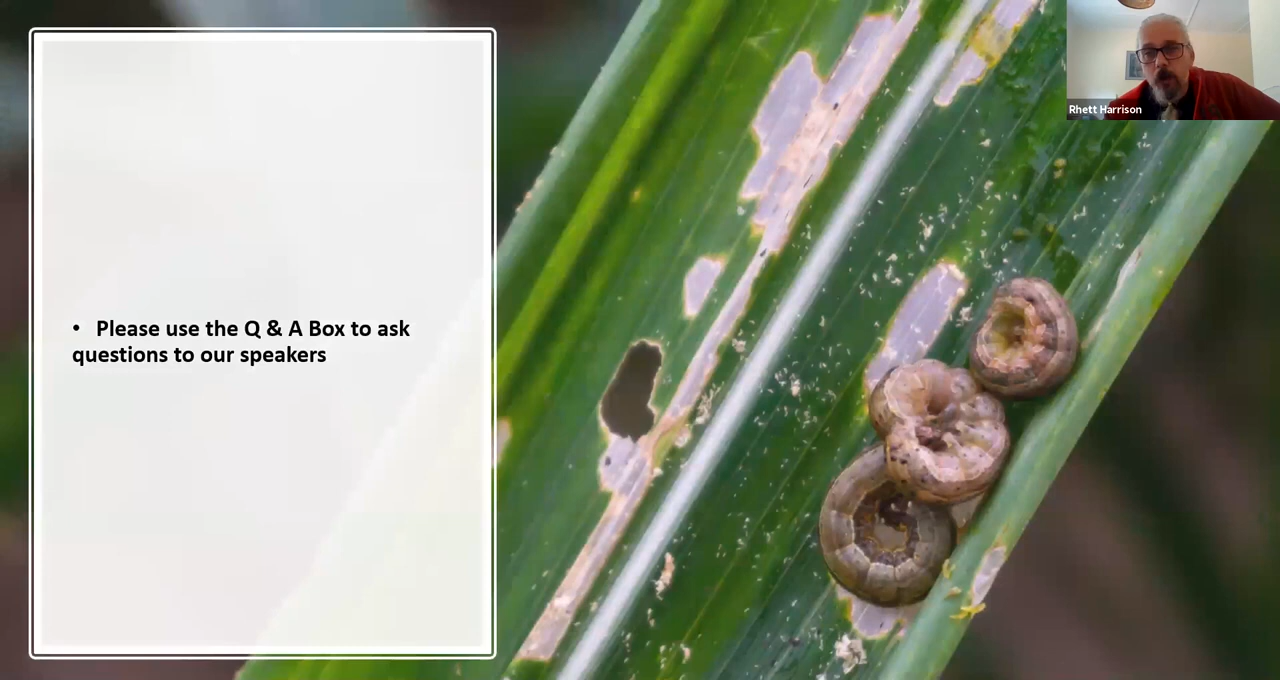 • Please use the Q & A Box to ask
questions to our speakers
Rhett Harrison